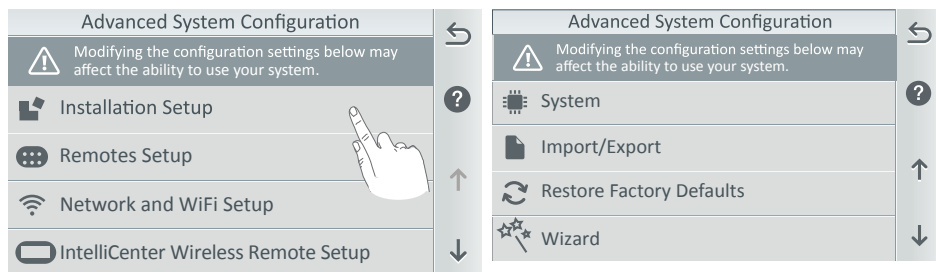 Advanced System Configuration
Modifying the configuration settings below may
affect the ability to use your system.
Installation Setup
Remotes Setup
Network and WiFi Setup
IntelliCenter Wireless Remote Setup
?
Advanced System Configuration
Modifying the configuration settings below may
affect the ability to use your system.
System
Import/Export
Restore Factory Defaults
Wizard
?